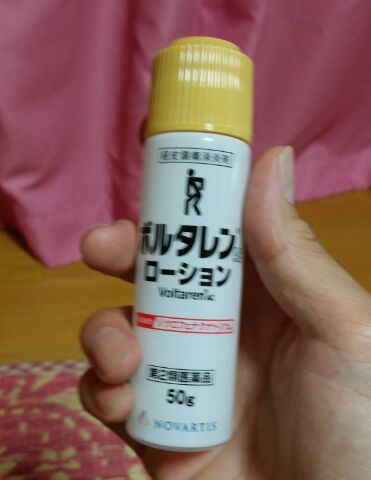 経皮鎮痛消炎剤
ボルタレン
ローション
Voltaren
ジクロフェナクナトリウム
第2類医薬品
50g
NOVARTIS